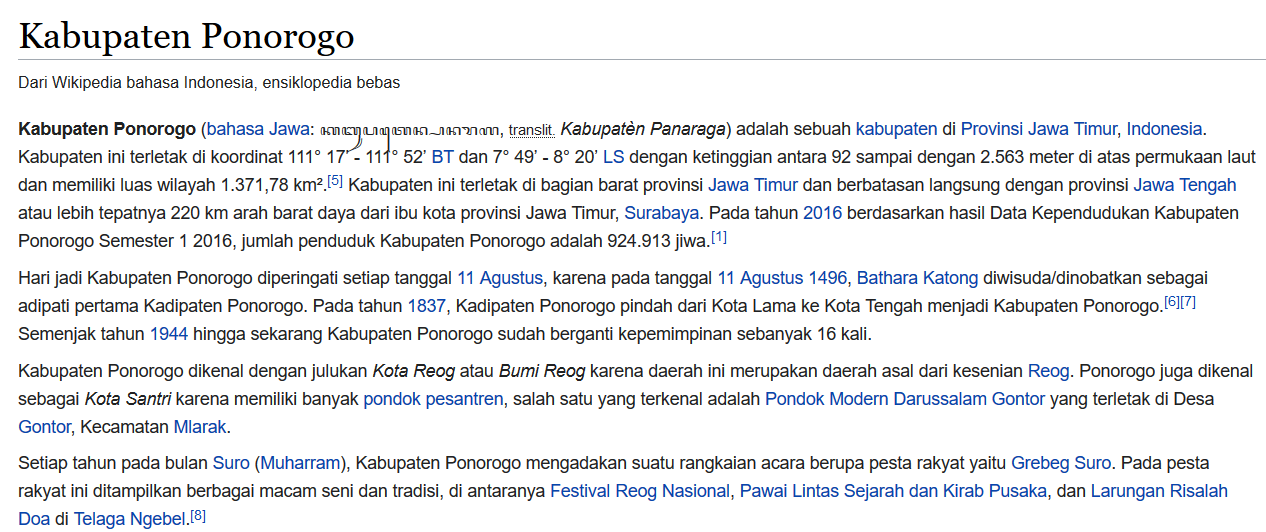 Kabupaten Ponorogo
Dari Wikipedia bahasa Indonesia, ensiklopedia bebas
Kabupaten Ponorogo (bahasa Jawa: , translit. Kabupatèn Panaraga) adalah sebuah kabupaten di Provinsi Jawa Timur, Indonesia.
Kabupaten ini terletak di koordinat 111° 17’ - 111° 52’ BT dan 7° 49’ - 8° 20’ LS dengan ketinggian antara 92 sampai dengan 2.563 meter di atas permukaan laut
dan memiliki luas wilayah 1.371,78 km².[5] Kabupaten ini terletak di bagian barat provinsi Jawa Timur dan berbatasan langsung dengan provinsi Jawa Tengah
atau lebih tepatnya 220 km arah barat daya dari ibu kota provinsi Jawa Timur, Surabaya. Pada tahun 2016 berdasarkan hasil Data Kependudukan Kabupaten
Ponorogo Semester 1 2016, jumlah penduduk Kabupaten Ponorogo adalah 924.913 jiwa.[1]
Hari jadi Kabupaten Ponorogo diperingati setiap tanggal 11 Agustus, karena pada tanggal 11 Agustus 1496, Bathara Katong diwisuda/dinobatkan sebagai
adipati pertama Kadipaten Ponorogo. Pada tahun 1837, Kadipaten Ponorogo pindah dari Kota Lama ke Kota Tengah menjadi Kabupaten Ponorogo.[6][7]
Semenjak tahun 1944 hingga sekarang Kabupaten Ponorogo sudah berganti kepemimpinan sebanyak 16 kali.
Kabupaten Ponorogo dikenal dengan julukan Kota Reog atau Bumi Reog karena daerah ini merupakan daerah asal dari kesenian Reog. Ponorogo juga dikenal
sebagai Kota Santri karena memiliki banyak pondok pesantren, salah satu yang terkenal adalah Pondok Modern Darussalam Gontor yang terletak di Desa
Gontor, Kecamatan Mlarak.
Setiap tahun pada bulan Suro (Muharram), Kabupaten Ponorogo mengadakan suatu rangkaian acara berupa pesta rakyat yaitu Grebeg Suro. Pada pesta
rakyat ini ditampilkan berbagai macam seni dan tradisi, di antaranya Festival Reog Nasional, Pawai Lintas Sejarah dan Kirab Pusaka, dan Larungan Risalah
Doa di Telaga Ngebel.[8]